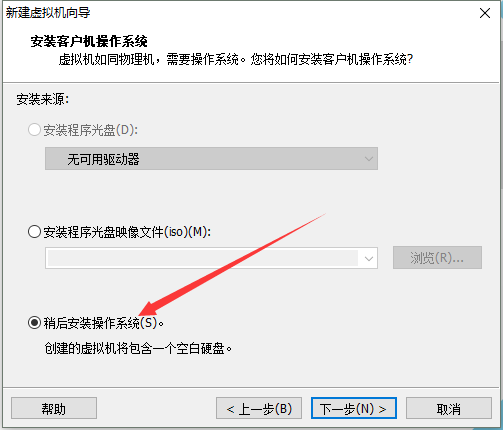 新建虚拟机向导
安装客户机操作系统
虚拟机如同物理机，需要操作系统。您将如何安装客户机操作系统?
安装来源:
安装程序光盘(D):
无可用驱动器
安装程序光盘映像文件(iso)(M):
浏览(R)...
稍后安装操作系统(S)。
创建的虚拟机将包含一个空白硬盘。
帮助
< 上一步(B)
下一步(N) >
取消